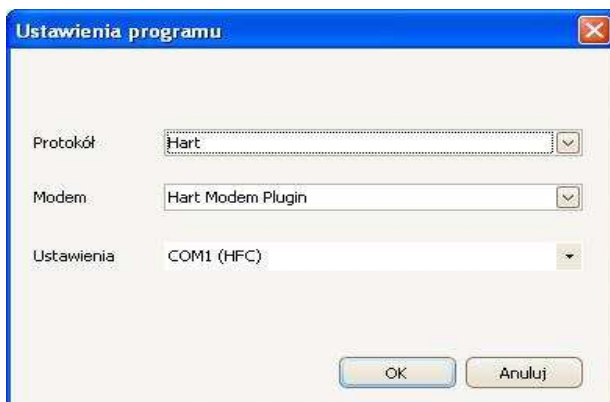 Ustawienia programu
Protokół Hart
Modem Hart Modem Plugin
Ustawienia COM1 (HFC)
OK Anuluj